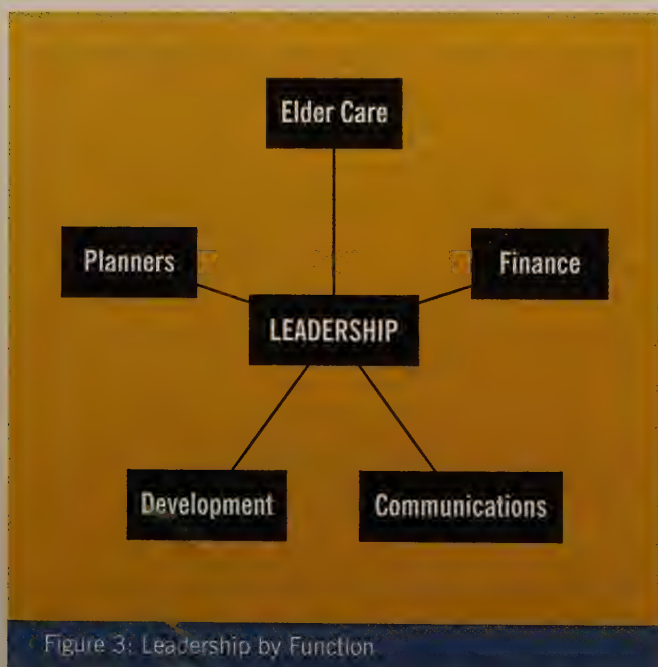 Elder Care
Planners
Finance
LEADERSHIP
Development
Communications
Figure 3: Leadership by Function